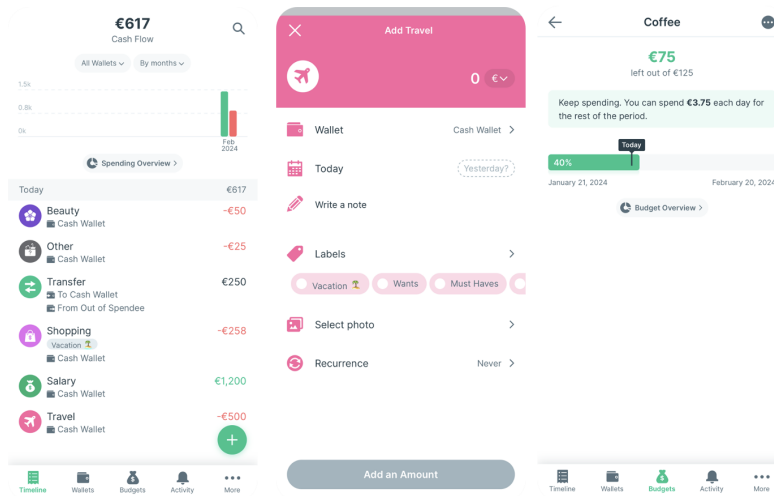 €617
Cash Flow
All Wallets
By months
1.5k
0.8k
0k
Feb
2024
Spending Overview >
Today €617
Beauty -€50
Cash Wallet
Other -€25
Cash Wallet
Transfer €250
To Cash Wallet
From Out of Spendee
Shopping -€258
Vacation
Cash Wallet
Salary €1,200
Cash Wallet
Travel -€500
Cash Wallet
Timeline Wallets Budgets Activity More
Add Travel
0 €
Wallet Cash Wallet >
Today Yesterday?
Write a note
Labels >
Vacation Wants Must Haves
Select photo >
Recurrence Never >
Add an Amount
Coffee
€75
left out of €125
Keep spending. You can spend €3.75 each day for
the rest of the period.
Today
40%
January 21, 2024 February 20, 2024
Budget Overview >
Timeline Wallets Budgets Activity More